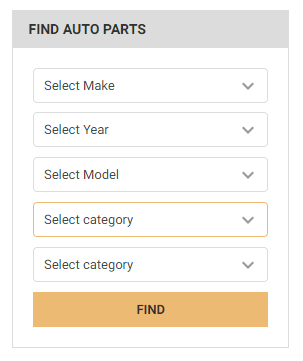 FIND AUTO PARTS
Select Make
Select Year
Select Model
Select category
Select category
FIND